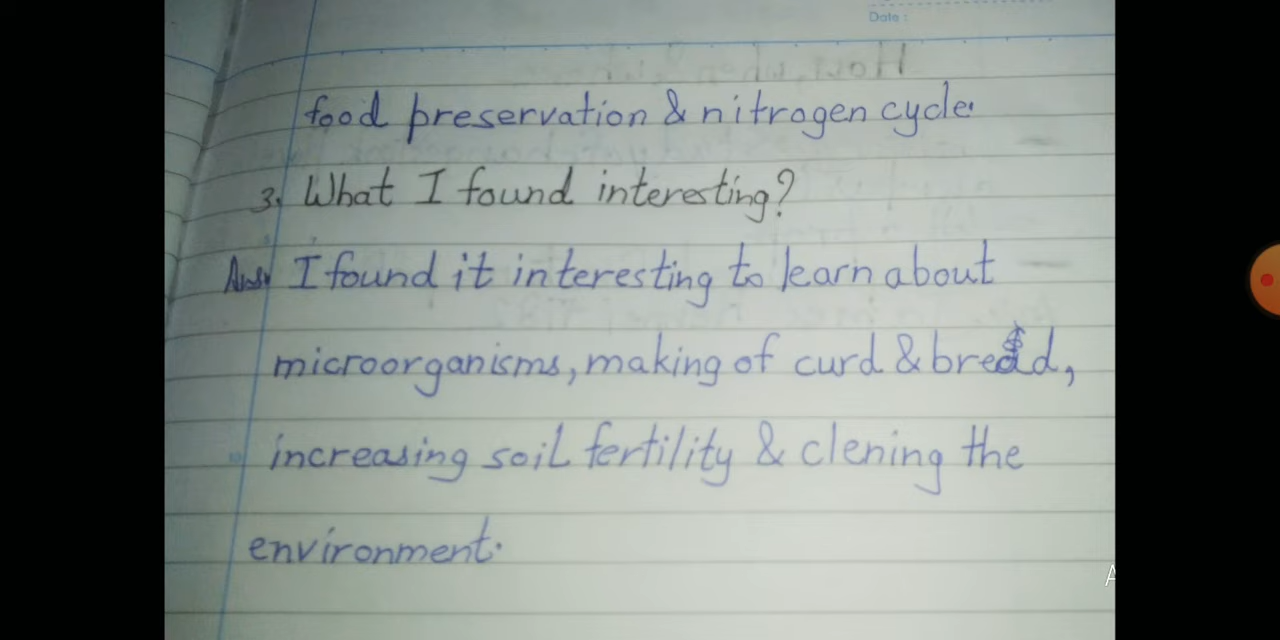 Date :
food preservation & nitrogen cycle.
3. What I found interesting?
Ans. I found it interesting to learn about
microorganisms, making of curd & bread,
increasing soil fertility & clening the
environment.